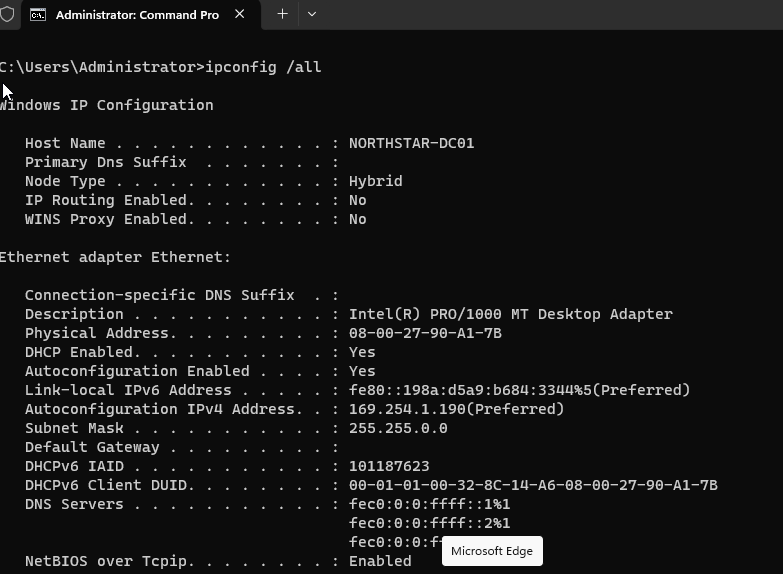 Administrator: Command Pro
C:\Users\Administrator>ipconfig /all
Windows IP Configuration
Host Name . . . . . . . . . . . . : NORTHSTAR-DC01
Primary Dns Suffix  . . . . . . . :
Node Type . . . . . . . . . . . . : Hybrid
IP Routing Enabled. . . . . . . . : No
WINS Proxy Enabled. . . . . . . . : No
Ethernet adapter Ethernet:
Connection-specific DNS Suffix  . :
Description . . . . . . . . . . . : Intel(R) PRO/1000 MT Desktop Adapter
Physical Address. . . . . . . . . : 08-00-27-90-A1-7B
DHCP Enabled. . . . . . . . . . . : Yes
Autoconfiguration Enabled . . . . : Yes
Link-local IPv6 Address . . . . . : fe80::198a:d5a9:b684:3344%5(Preferred)
Autoconfiguration IPv4 Address. . : 169.254.1.190(Preferred)
Subnet Mask . . . . . . . . . . . : 255.255.0.0
Default Gateway . . . . . . . . . :
DHCPv6 IAID . . . . . . . . . . . : 101187623
DHCPv6 Client DUID. . . . . . . . : 00-01-01-00-32-8C-14-A6-08-00-27-90-A1-7B
DNS Servers . . . . . . . . . . . : fec0:0:0:ffff::1%1
fec0:0:0:ffff::2%1
fec0:0:0:f
Microsoft Edge
NetBIOS over Tcpip. . . . . . . . : Enabled